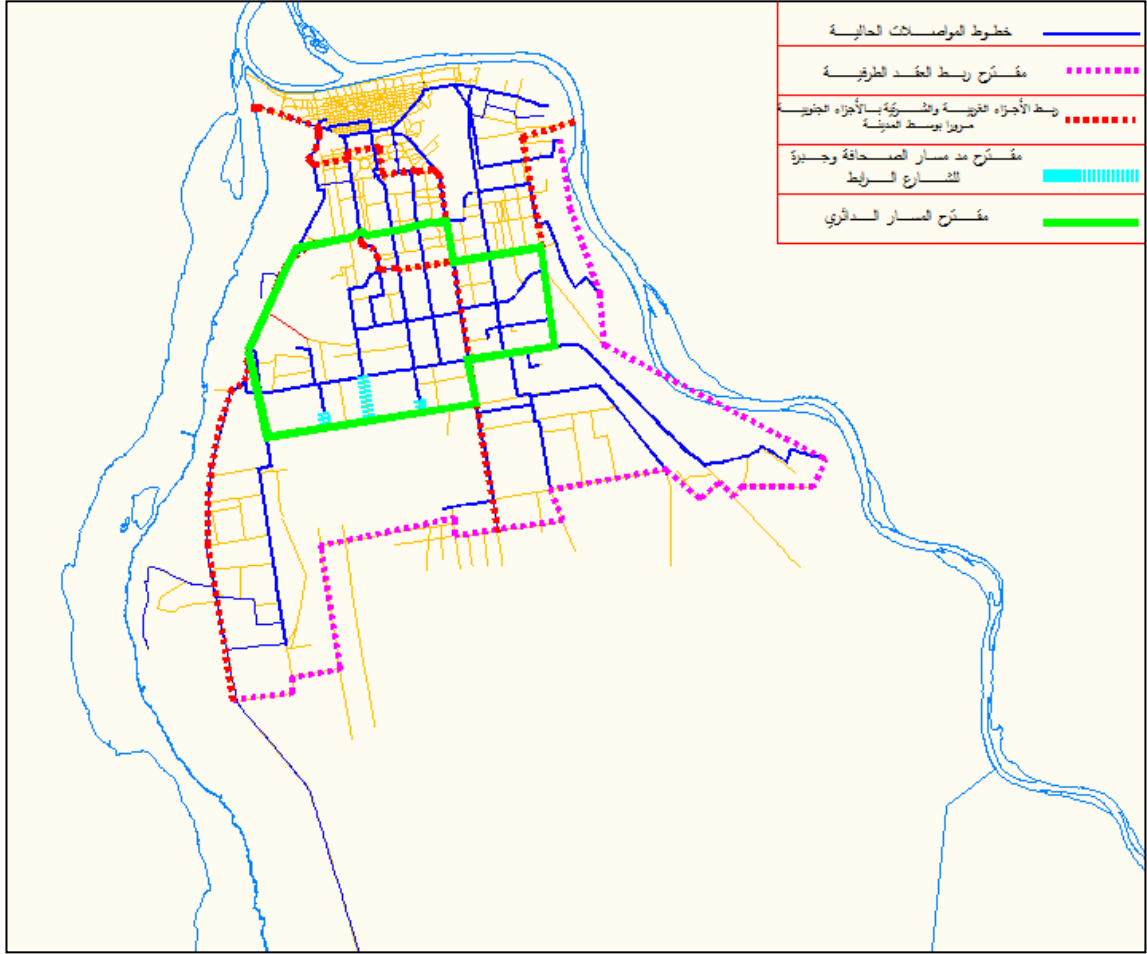 خطوط المواصلات الحالية
مقترح ربط العقد الطرفية
ربط الأجزاء الغربية والشرقية بالأجزاء الجنوبية
مرورا بوسط المدينة
مقترح مد مسار الصحافة وجبرة
للشارع الرابط
مقترح المسار الدائري